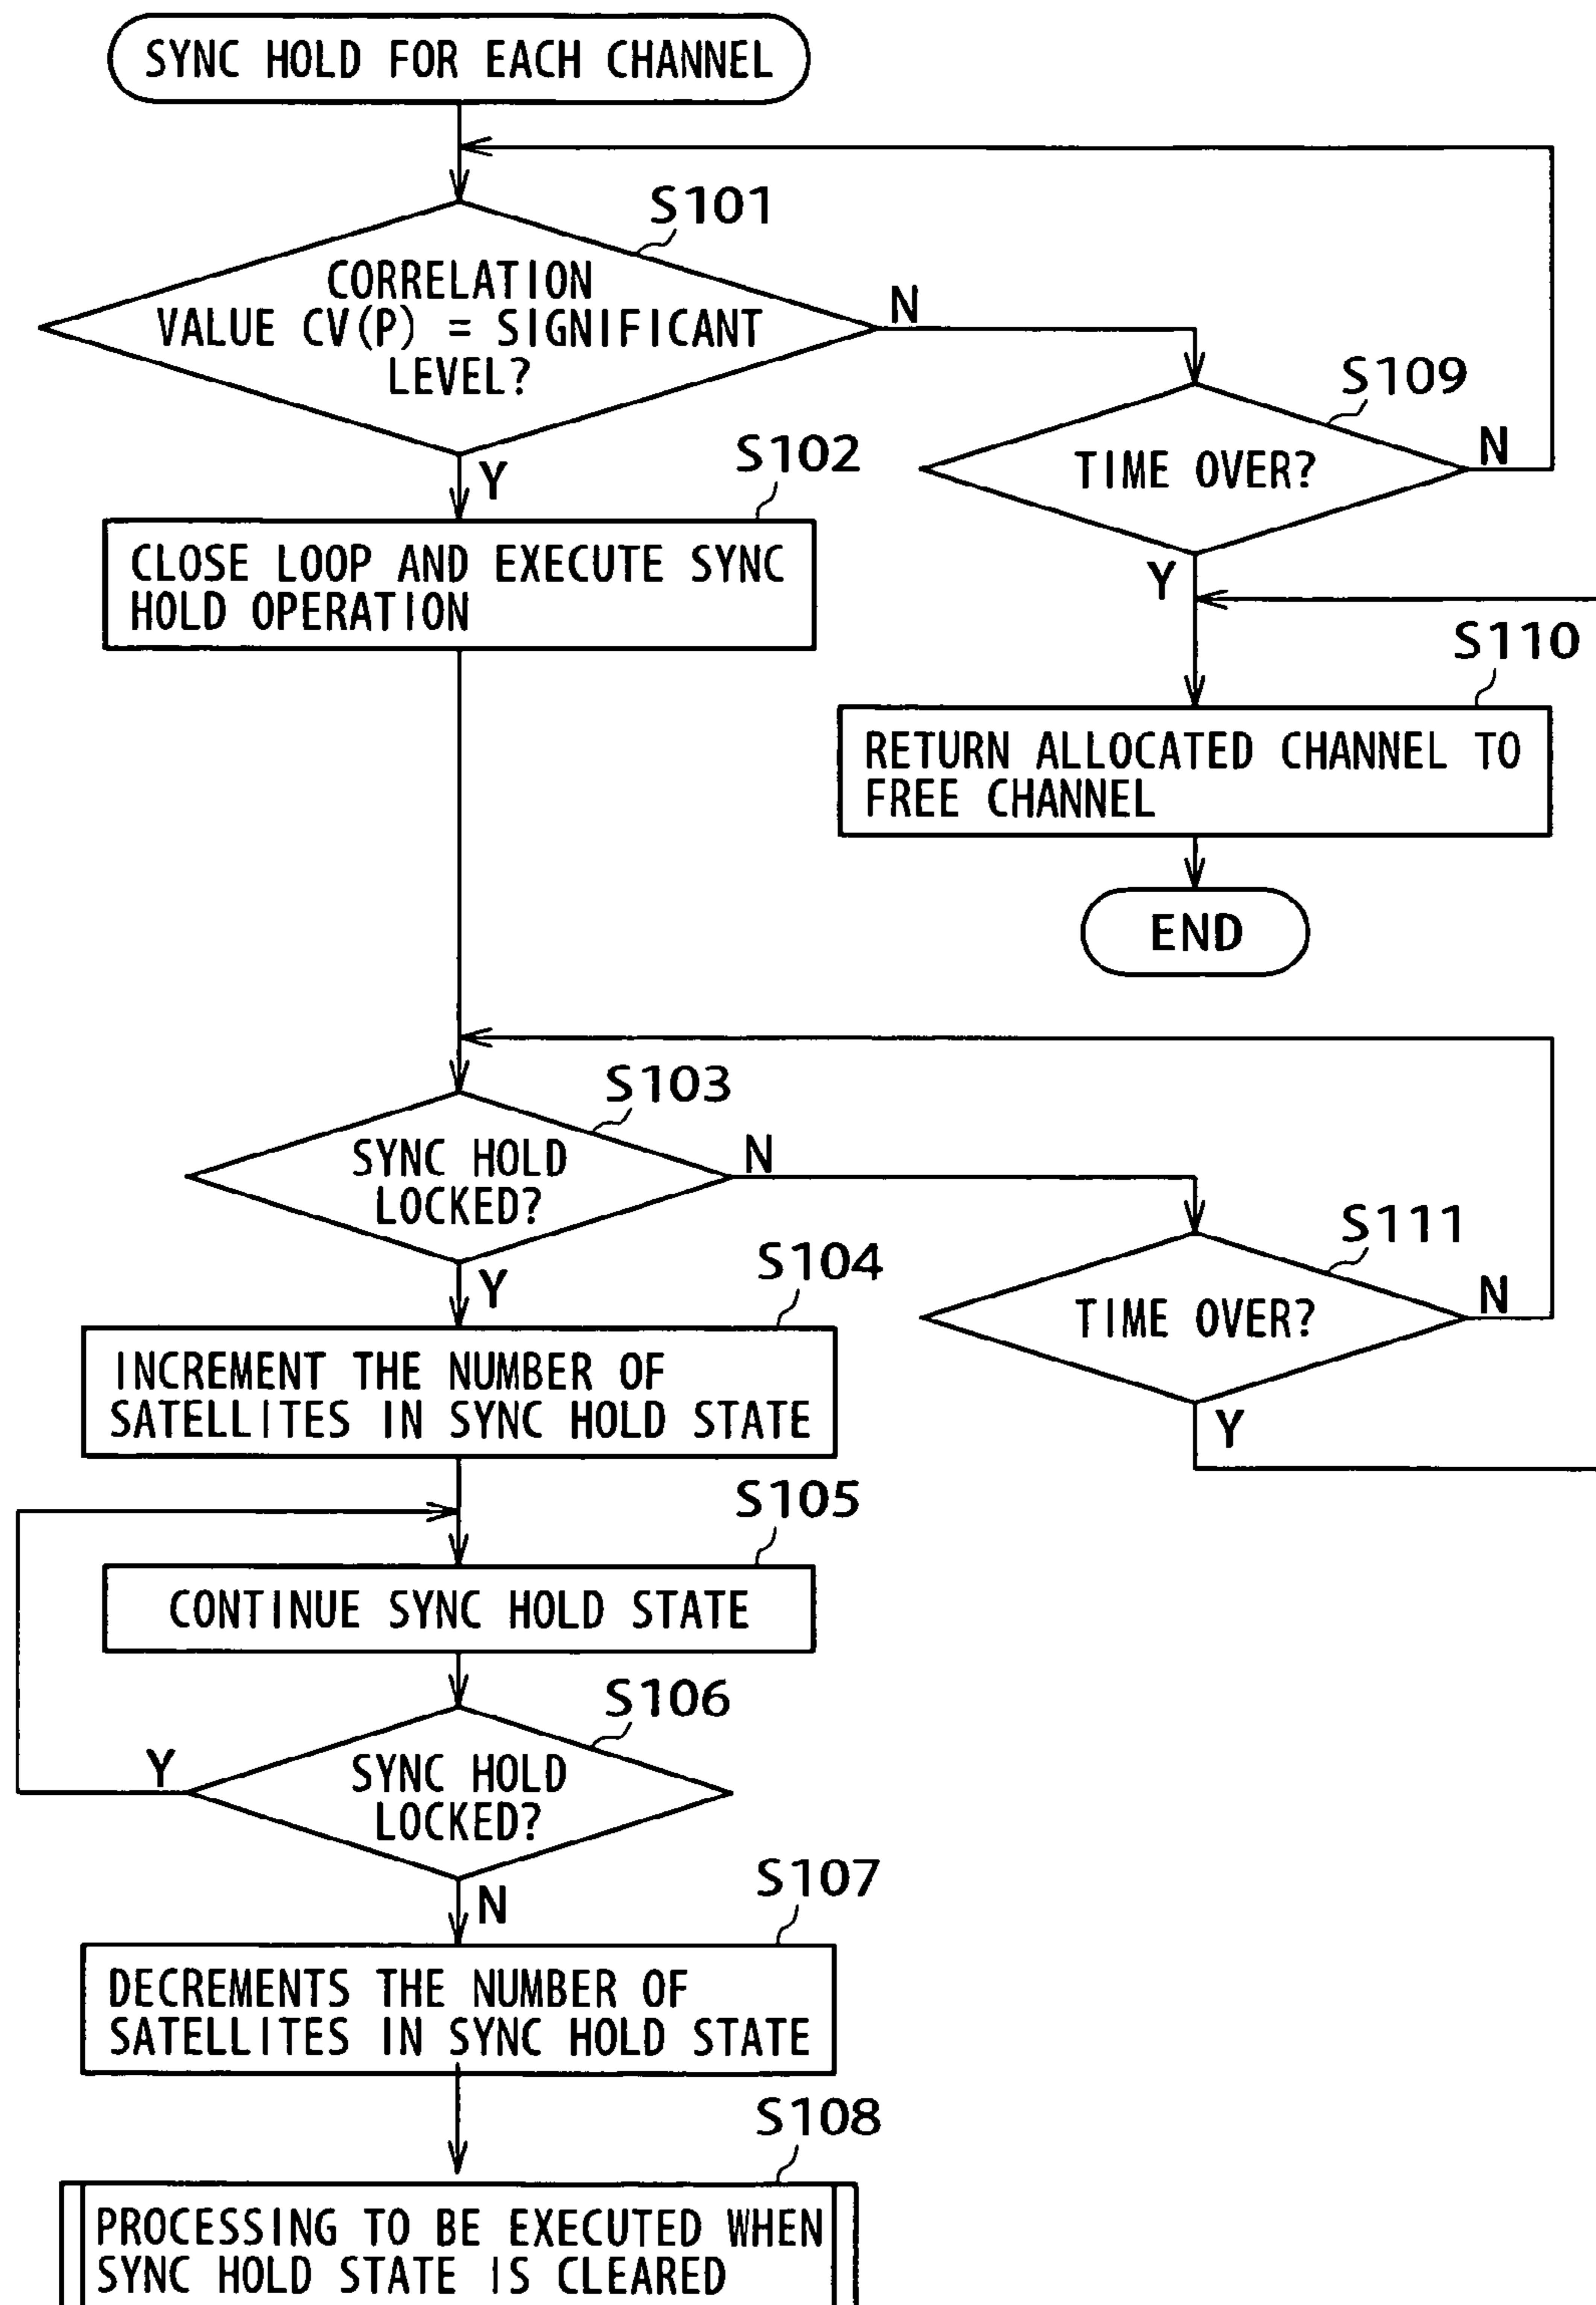 SYNC HOLD FOR EACH CHANNEL
S101
CORRELATION
VALUE CV(P) = SIGNIFICANT
LEVEL?
N
S109
TIME OVER?
N
Y
S102
CLOSE LOOP AND EXECUTE SYNC
HOLD OPERATION
Y
S110
RETURN ALLOCATED CHANNEL TO
FREE CHANNEL
END
S103
SYNC HOLD
LOCKED?
N
S111
TIME OVER?
N
Y
Y
S104
INCREMENT THE NUMBER OF
SATELLITES IN SYNC HOLD STATE
S105
CONTINUE SYNC HOLD STATE
S106
SYNC HOLD
LOCKED?
Y
N
S107
DECREMENTS THE NUMBER OF
SATELLITES IN SYNC HOLD STATE
S108
PROCESSING TO BE EXECUTED WHEN
SYNC HOLD STATE IS CLEARED